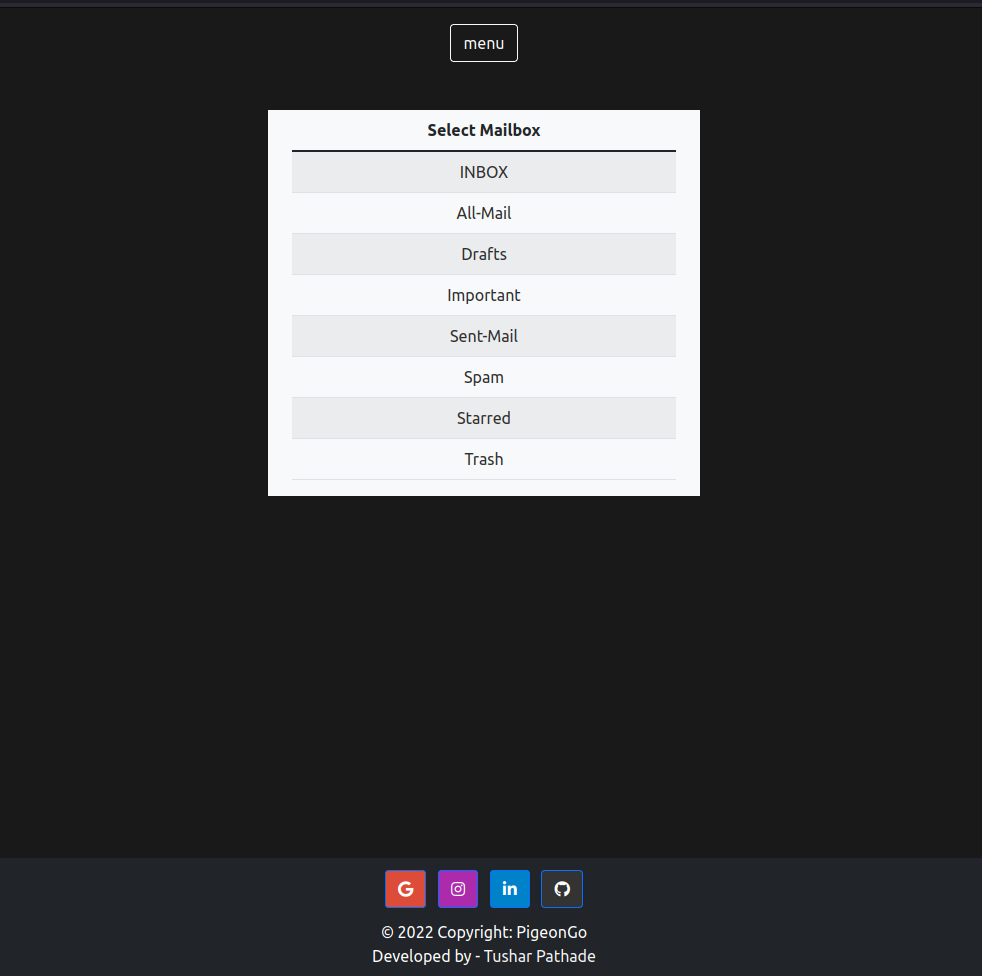 menu
Select Mailbox
INBOX
All-Mail
Drafts
Important
Sent-Mail
Spam
Starred
Trash
© 2022 Copyright: PigeonGo
Developed by - Tushar Pathade